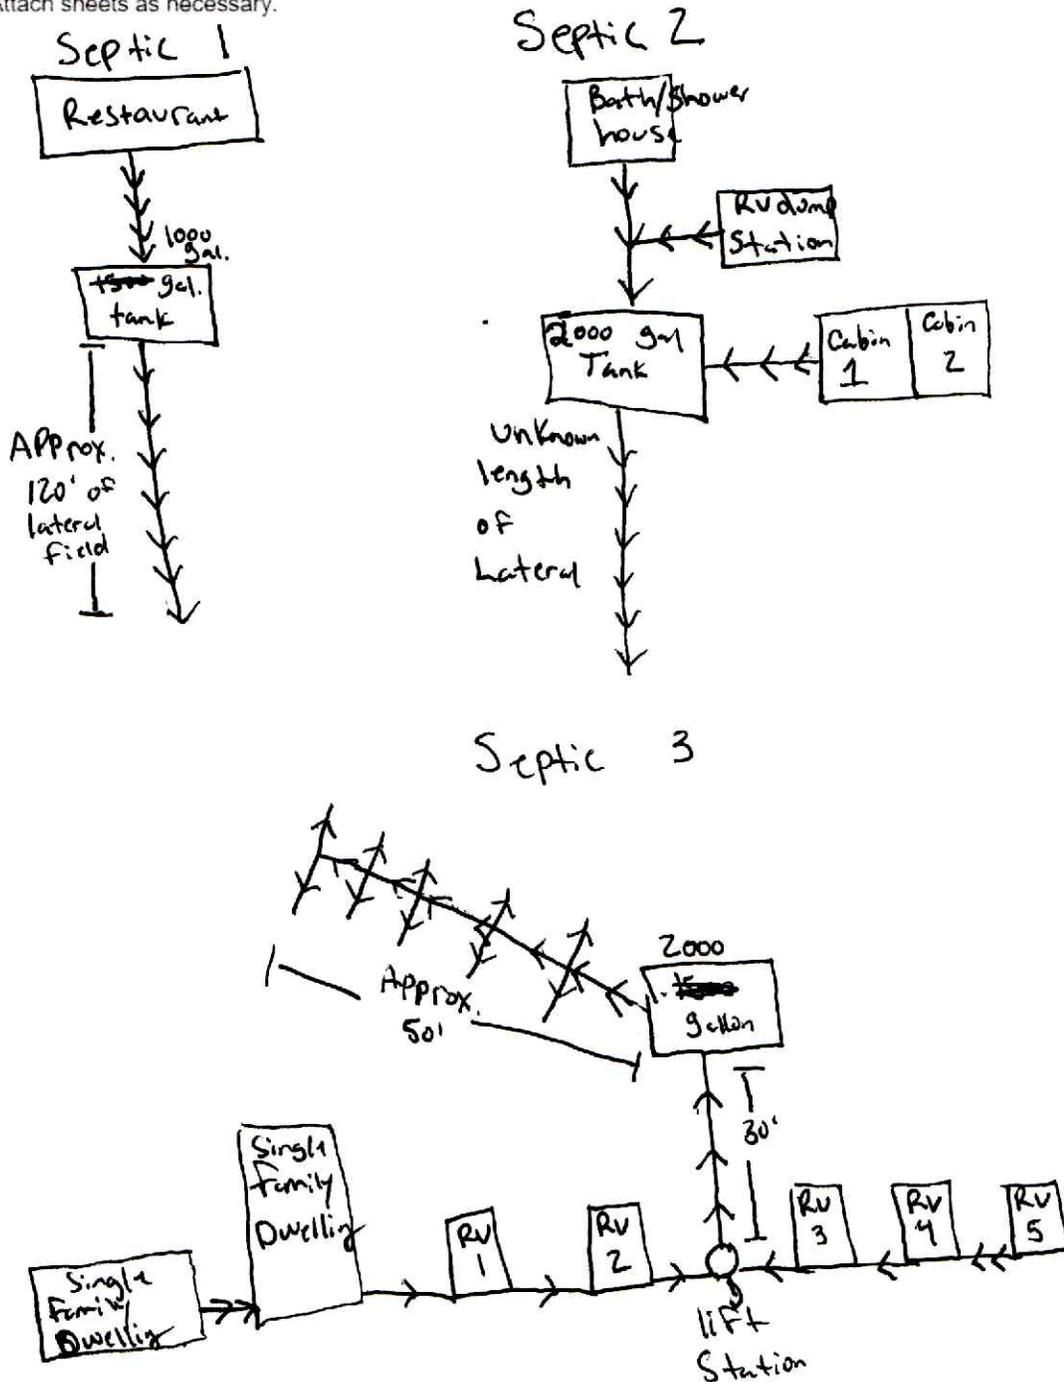 Attach sheets as necessary.
Septic 1
Restaurant
1000
gal.
gal.
tank
Approx.
120' of
lateral
field
Septic 2
Bath/Shower
house
RV dump
Station
2000 gal
Tank
Cabin
1
Cabin
2
Unknown
length
of
Lateral
Septic 3
Approx.
50'
2000
gallon
30'
Single
Family
Dwelling
Single
Family
Dwelling
RV
1
RV
2
RV
3
RV
4
RV
5
lift
Station